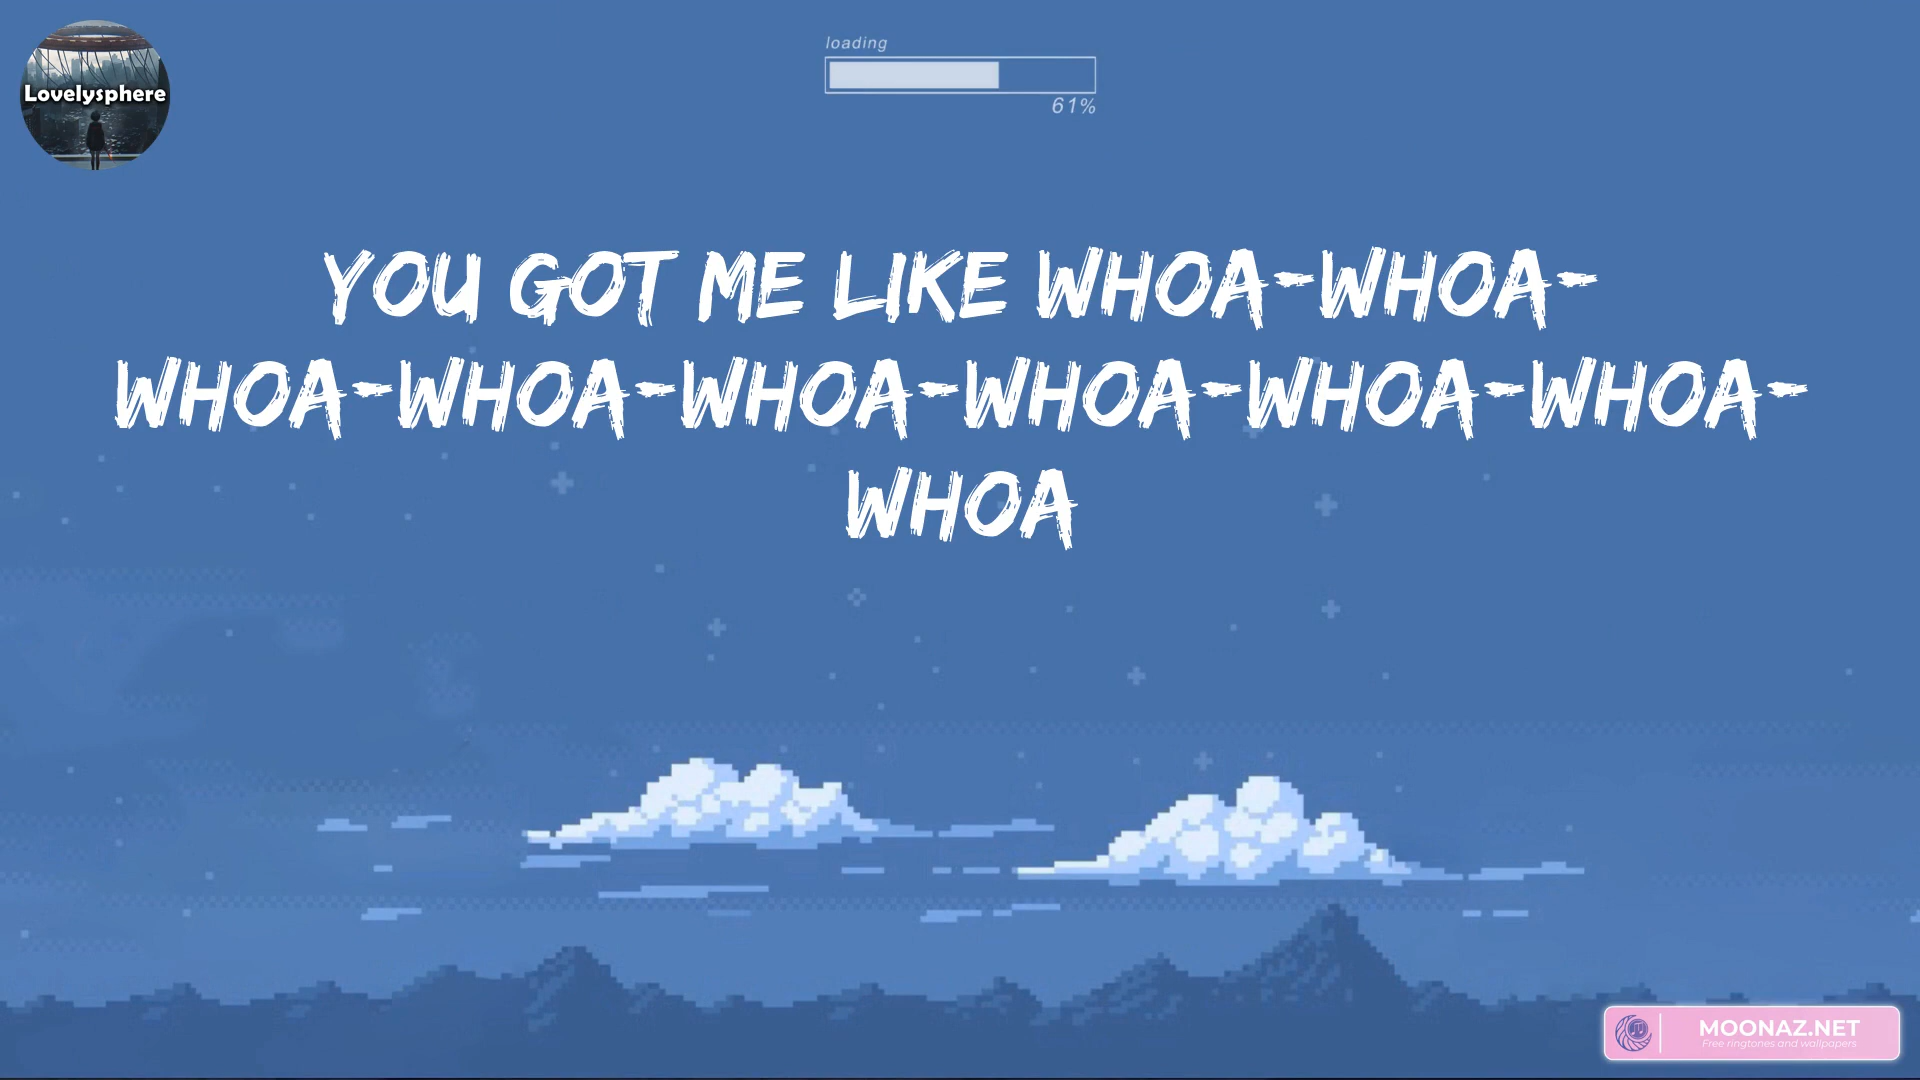 Lovelysphere
loading
61%
YOU GOT ME LIKE WHOA-WHOA-
WHOA-WHOA-WHOA-WHOA-WHOA-WHOA-
WHOA
MOONAZ.NET
Free ringtones and wallpapers